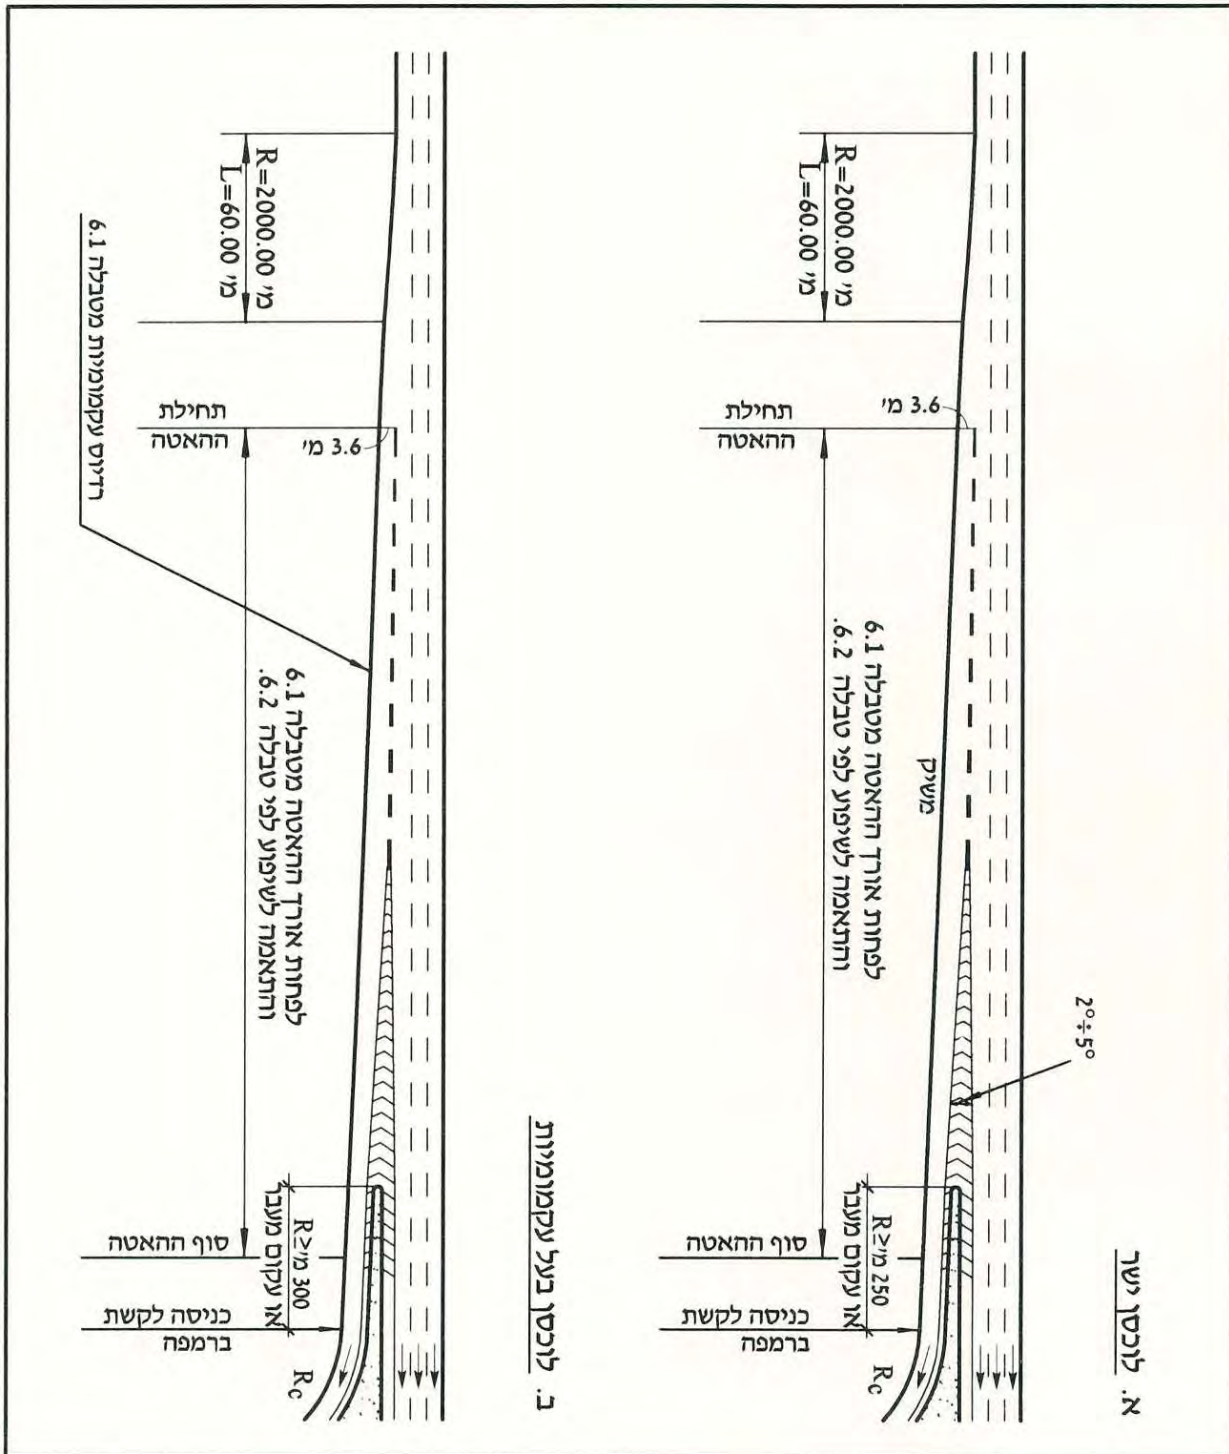 א. לוכסן ישר
R=2000.00 מ'
L=60.00 מ'
תחילת
ההאטה
3.6 מ'
לפחות אורך ההאטה מטבלה 6.1
והתאמה לשיפוע לפי טבלה 6.2.
משיק
2°÷5°
R≥250 מ'
או עקום מעבר
סוף ההאטה
כניסה לקשת
ברמפה
Rc
ב. לוכסן בעל עקמומיות
R=2000.00 מ'
L=60.00 מ'
רדיוס עקמומיות מטבלה 6.1
תחילת
ההאטה
3.6 מ'
לפחות אורך ההאטה מטבלה 6.1
והתאמה לשיפוע לפי טבלה 6.2.
R≥300 מ'
או עקום מעבר
סוף ההאטה
כניסה לקשת
ברמפה
Rc